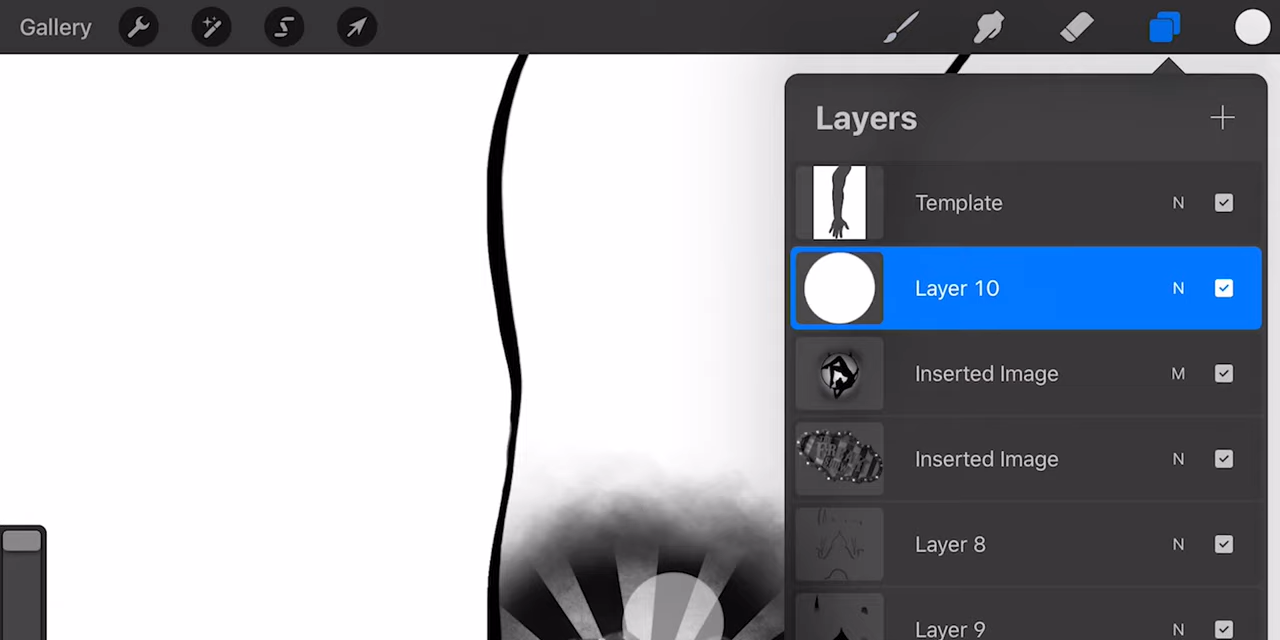 Gallery
Layers
Template N
Layer 10 N
Inserted Image M
Inserted Image N
Layer 8 N
Layer 9 N